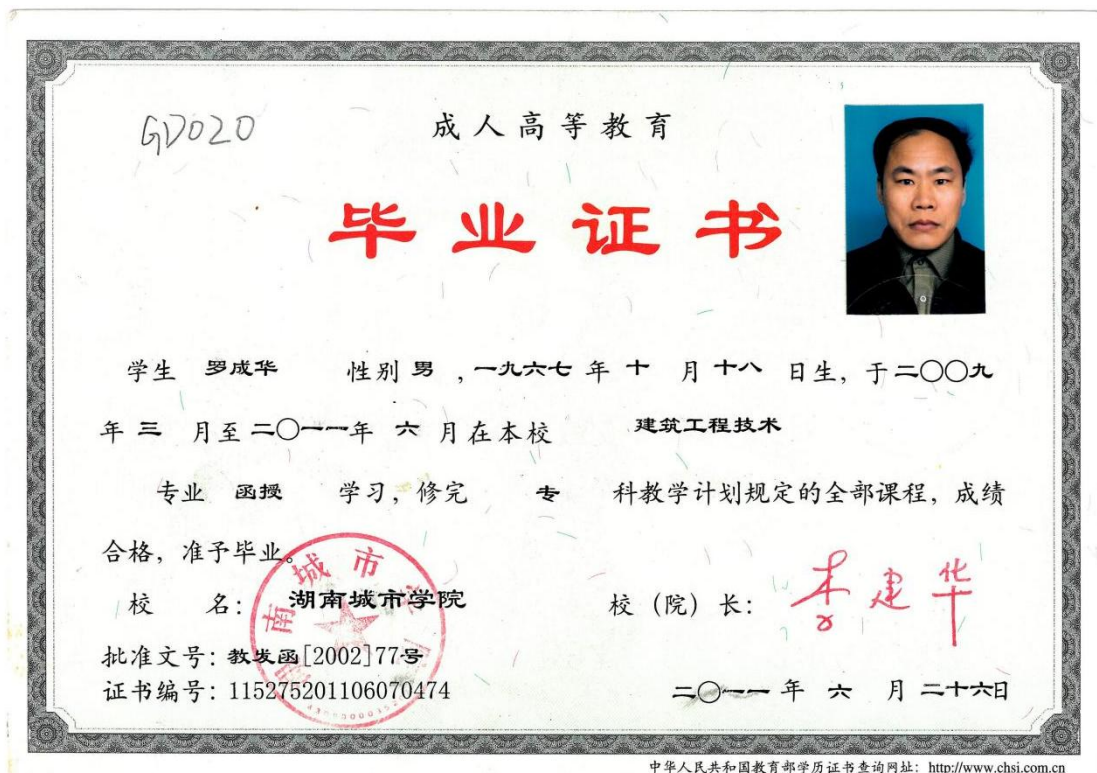 GD020
成人高等教育
毕业证书
学生 罗成华 性别 男 ,一九六七 年 十 月 十八 日生, 于二〇〇九
年 三 月至 二〇一一年 六 月在本校 建筑工程技术
专业 函授 学习, 修完 专 科教学计划规定的全部课程, 成绩
合格, 准予毕业。
校 名: 湖南城市学院
校（院）长: 李建华
批准文号: 教发函[2002]77号
证书编号: 115275201106070474
二〇一一 年 六 月 二十六日
中华人民共和国教育部学历证书查询网址: http://www.chsi.com.cn